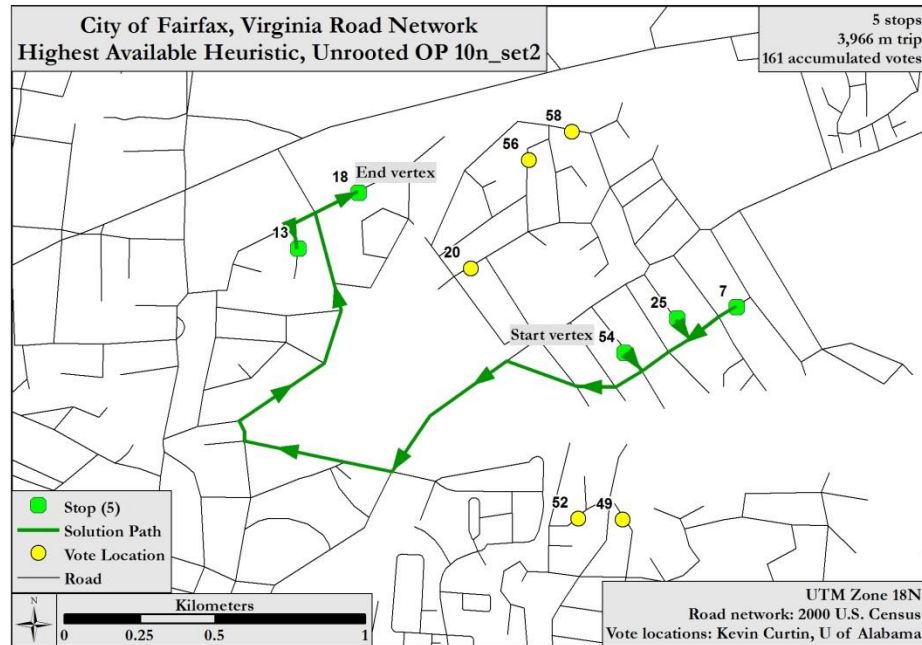 City of Fairfax, Virginia Road Network
Highest Available Heuristic, Unrooted OP 10n_set2
5 stops
3,966 m trip
161 accumulated votes
58
56
18
End vertex
13
20
25
7
Start vertex
54
52
49
Stop (5)
Solution Path
Vote Location
Road
N
Kilometers
0 0.25 0.5 1
UTM Zone 18N
Road network: 2000 U.S. Census
Vote locations: Kevin Curtin, U of Alabama